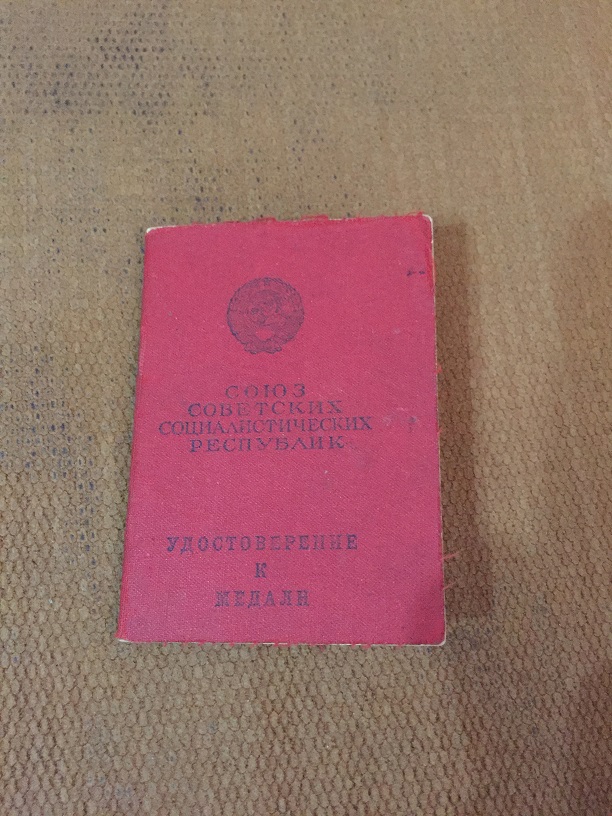 СОЮЗ
СОВЕТСКИХ
СОЦИАЛИСТИЧЕСКИХ
РЕСПУБЛИК
УДОСТОВЕРЕНИЕ
К
МЕДАЛИ